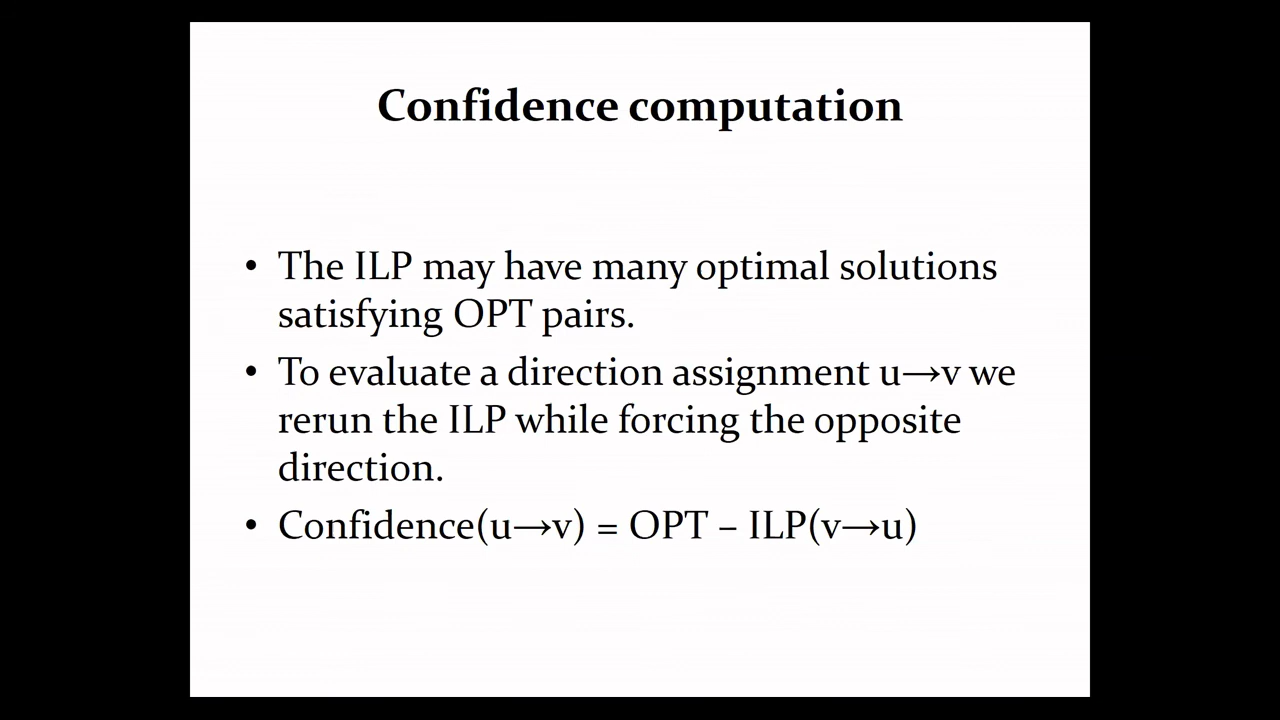 Confidence computation
• The ILP may have many optimal solutions
satisfying OPT pairs.
• To evaluate a direction assignment u→v we
rerun the ILP while forcing the opposite
direction.
• Confidence(u→v) = OPT – ILP(v→u)